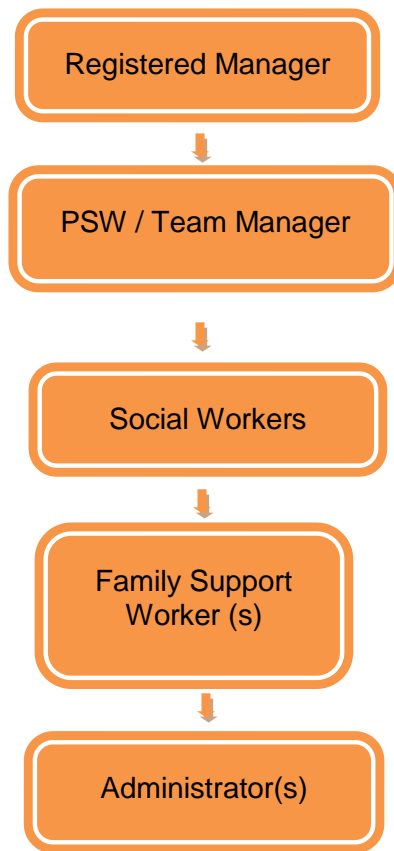 Registered Manager
PSW / Team Manager
Social Workers
Family Support
Worker (s)
Administrator(s)